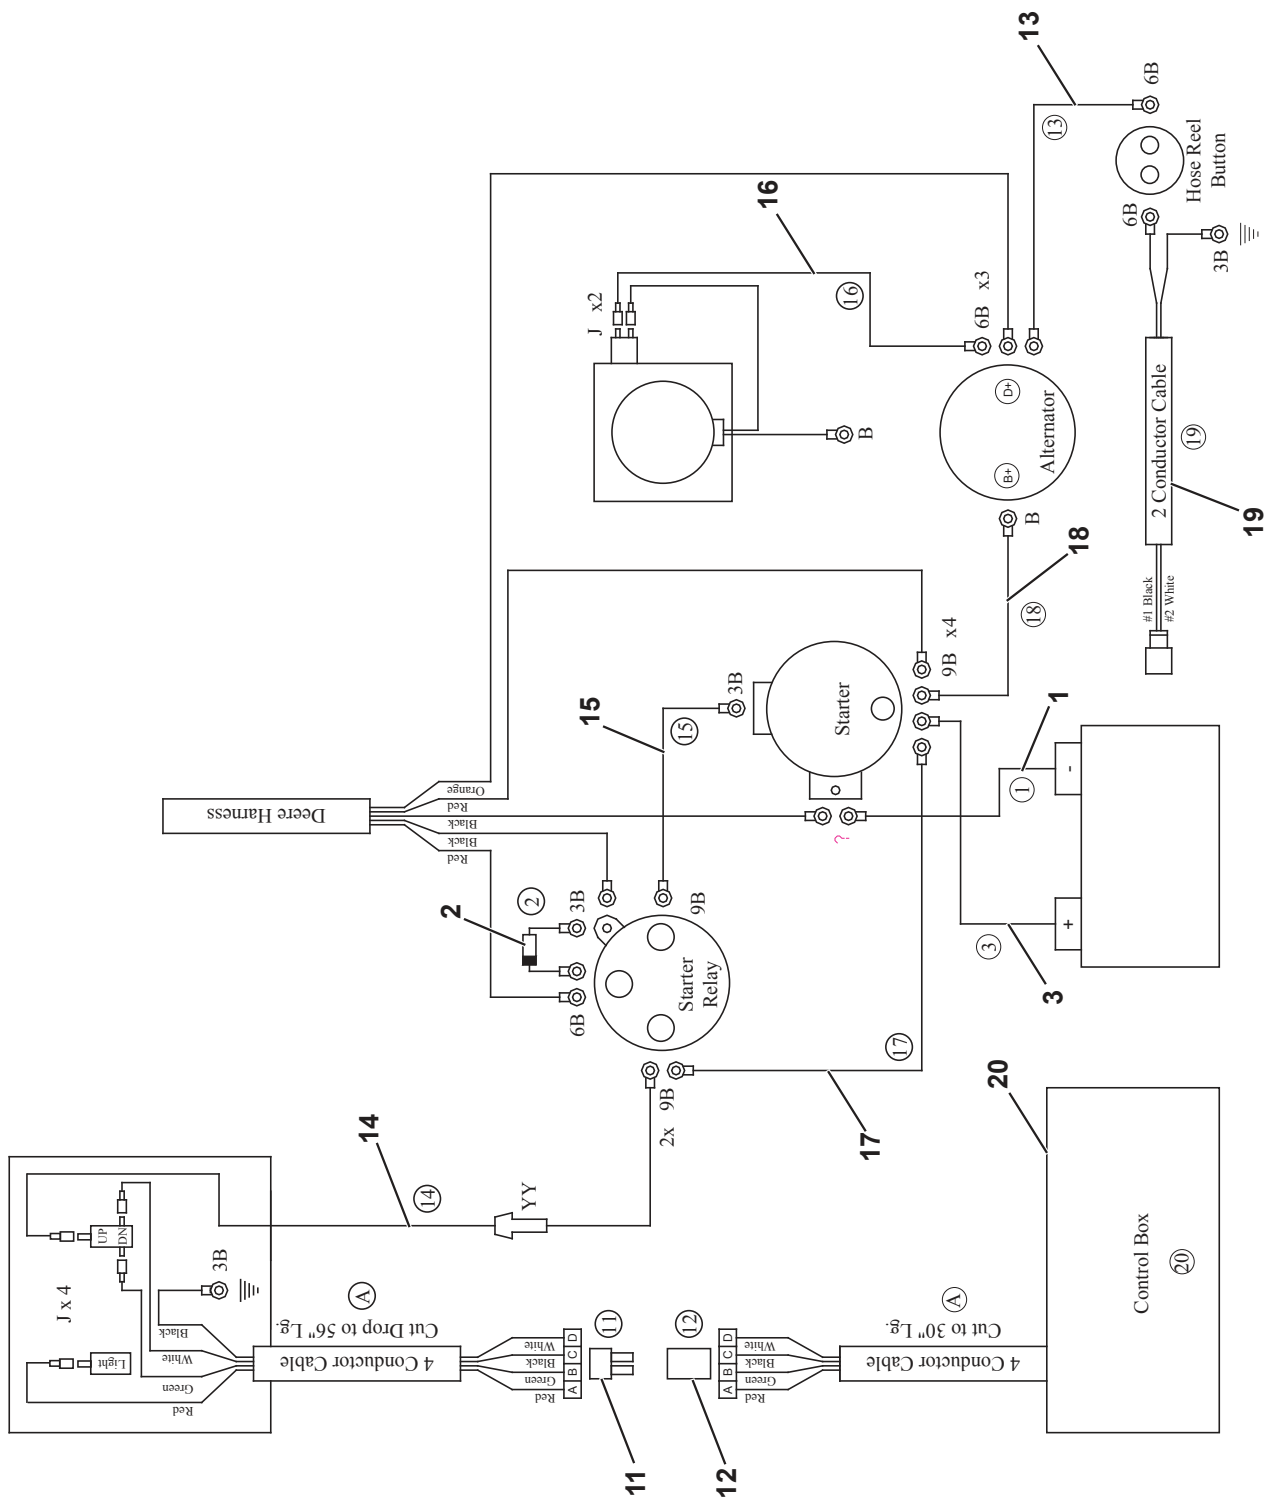 13
6B
13
Hose Reel
Button
6B
3B
16
16
J x2
6B x3
D+
B+
Alternator
B
B
2 Conductor Cable
19
19
#1 Black
#2 White
18
18
9B x4
3B
Starter
15
15
1
1
-
+
3
3
?
Deere Harness
Orange
Red
Black
Black
Red
2
2
3B
6B
9B
Starter
Relay
2x 9B
17
17
14
14
YY
J x 4
UP
DN
Light
3B
Black
White
Green
Red
4 Conductor Cable
Cut Drop to 56" Lg.
A
White
Black
Green
Red
A B C D
11
11
12
12
A B C D
White
Black
Green
Red
4 Conductor Cable
Cut to 30" Lg.
A
20
Control Box
20